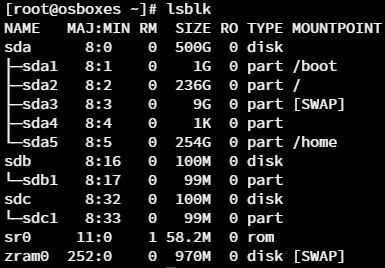 [root@osboxes ~]# lsblk
NAME   MAJ:MIN RM  SIZE RO TYPE MOUNTPOINT
sda      8:0    0  500G  0 disk
├─sda1   8:1    0    1G  0 part /boot
├─sda2   8:2    0  236G  0 part /
├─sda3   8:3    0    9G  0 part [SWAP]
├─sda4   8:4    0    1K  0 part
└─sda5   8:5    0  254G  0 part /home
sdb      8:16   0  100M  0 disk
└─sdb1   8:17   0   99M  0 part
sdc      8:32   0  100M  0 disk
└─sdc1   8:33   0   99M  0 part
sr0     11:0    1 58.2M  0 rom
zram0  252:0    0  970M  0 disk [SWAP]